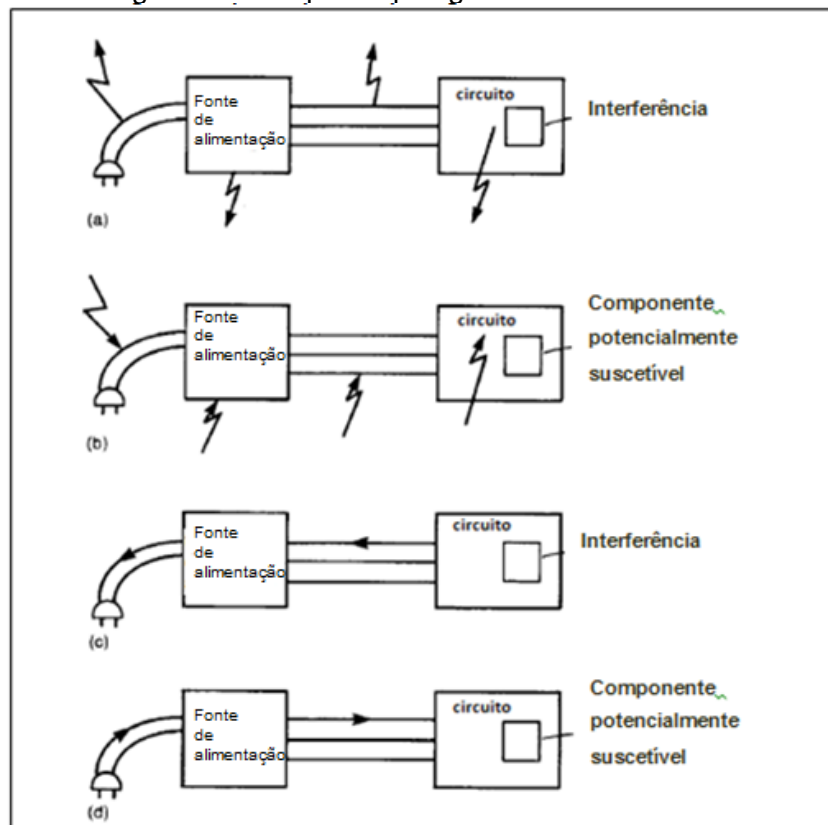 Fonte
de
alimentação
circuito
Interferência
(a)
Fonte
de
alimentação
circuito
Componente
potencialmente
suscetível
(b)
Fonte
de
alimentação
circuito
Interferência
(c)
Fonte
de
alimentação
circuito
Componente
potencialmente
suscetível
(d)